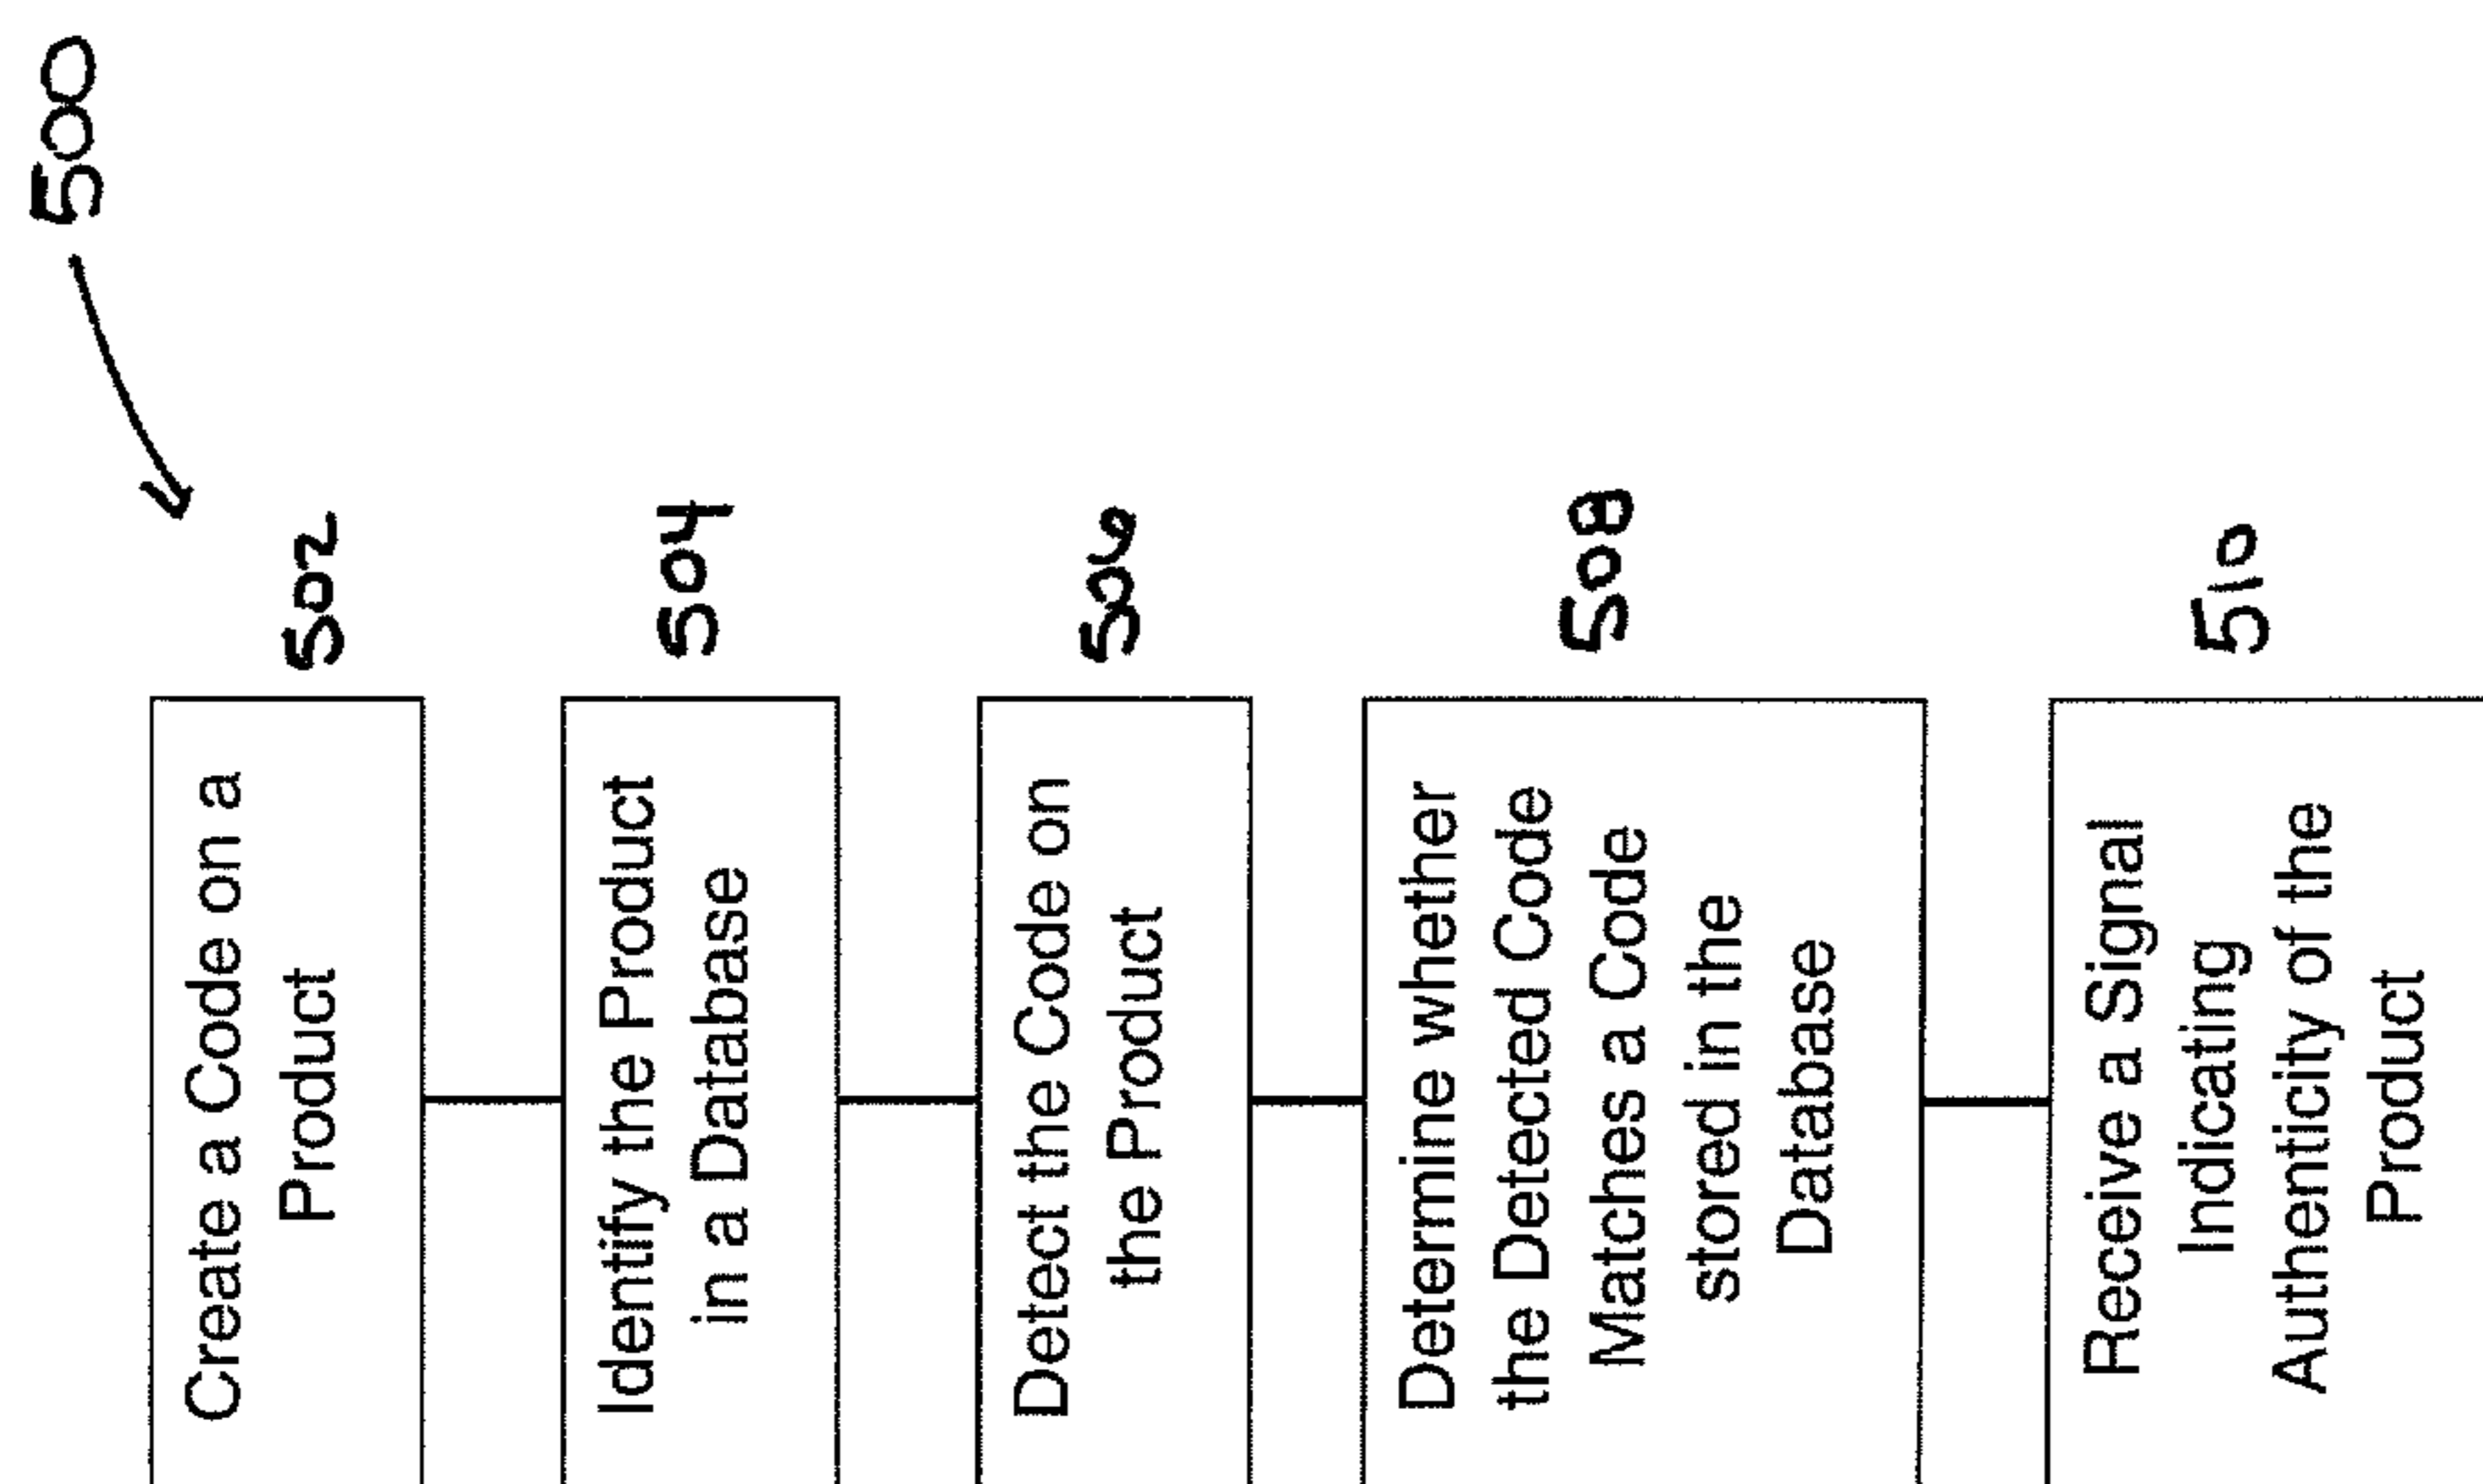 500
Create a Code on a
Product
502
Identify the Product
in a Database
504
Detect the Code on
the Product
506
Determine whether
the Detected Code
Matches a Code
stored in the
Database
508
Receive a Signal
Indicating
Authenticity of the
Product
510